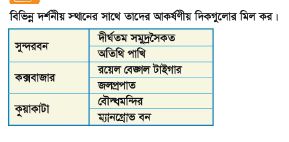 বিভিন্ন দর্শনীয় স্থানের সাথে তাদের আকর্ষণীয় দিকগুলোর মিল কর।
সুন্দরবন
দীর্ঘতম সমুদ্রসৈকত
অতিথি পাখি
কক্সবাজার
রয়েল বেঙ্গল টাইগার
জলপ্রপাত
কুয়াকাটা
বৌদ্ধমন্দির
ম্যানগ্রোভ বন